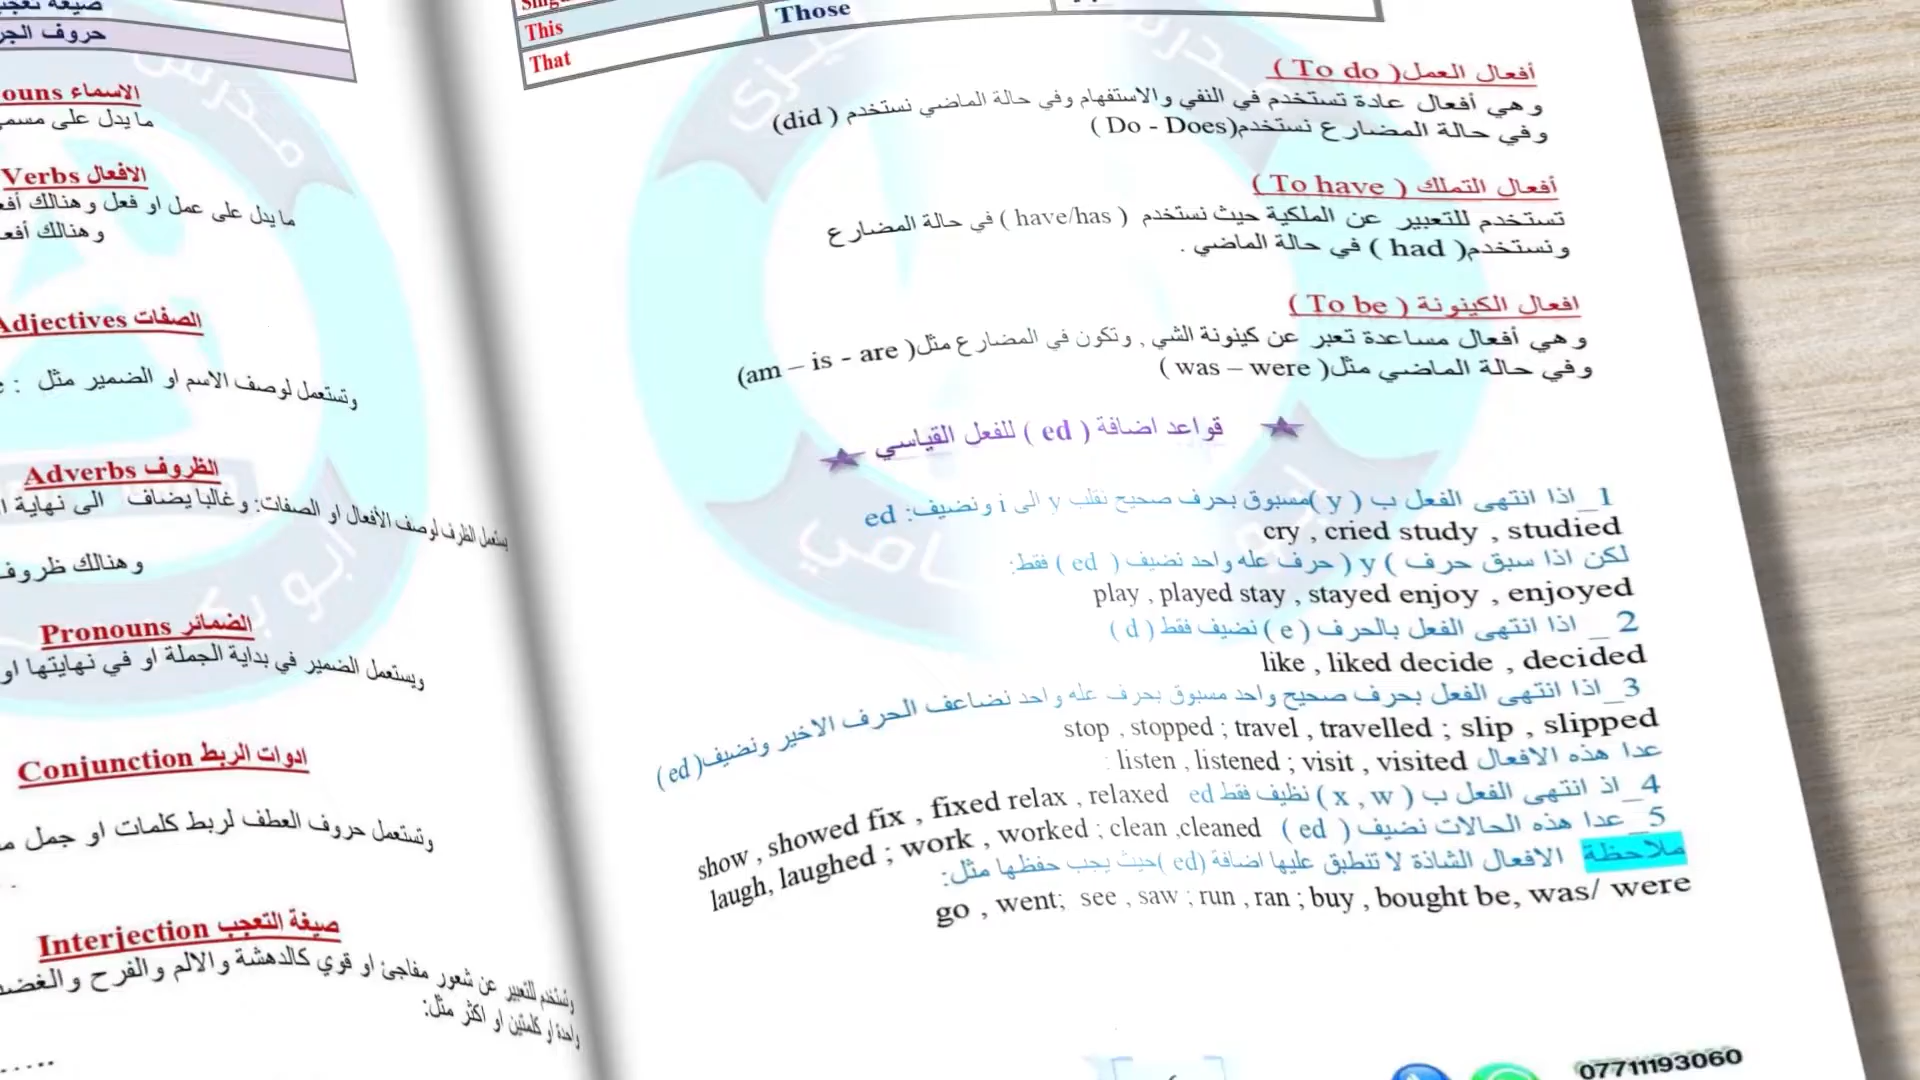 حروف الجر
الاسماء ouns
الافعال Verbs
ما يدل على عمل او فعل وهنالك
وهنالك
الصفات Adjectives
وتستعمل لوصف الاسم او الضمير مثل :
الظروف Adverbs
يستعمل الظرف لوصف الأفعال او الصفات: وغالبا يضاف الى نهاية
وهنالك ظروف
الضمائر Pronouns
ويستعمل الضمير في بداية الجملة او في نهايتها او
ادوات الربط Conjunction
وتستعمل حروف العطف لربط كلمات او جمل
صيغة التعجب Interjection
وتستخدم للتعبير عن شعور مفاجئ او قوي كالدهشة والالم والفرح والغضب
واحدة او كلمتين او اكثر مثل:
This Those
That
أفعال العمل( To do )
وهي أفعال عادة تستخدم في النفي والاستفهام وفي حالة الماضي نستخدم ( did)
وفي حالة المضارع نستخدم(Do - Does )
أفعال التملك ( To have )
تستخدم للتعبير عن الملكية حيث نستخدم ( have/has ) في حالة المضارع
ونستخدم( had ) في حالة الماضي .
افعال الكينونة ( To be )
وهي أفعال مساعدة تعبر عن كينونة الشي , وتكون في المضارع مثل( am – is - are)
وفي حالة الماضي مثل( was – were )
قواعد اضافة ( ed ) للفعل القياسي
1_ اذا انتهى الفعل ب ( y )مسبوق بحرف صحيح نقلب y الى i ونضيف: ed
cry , cried study , studied
لكن اذا سبق حرف ( y ) حرف عله واحد نضيف ( ed ) فقط:
play , played stay , stayed enjoy , enjoyed
2 _ اذا انتهى الفعل بالحرف ( e ) نضيف فقط ( d )
like , liked decide , decided
3_ اذا انتهى الفعل بحرف صحيح واحد مسبوق بحرف عله واحد نضاعف الحرف الاخير ونضيف( ed)
stop , stopped ; travel , travelled ; slip , slipped
عدا هذه الافعال listen , listened ; visit , visited :
4_ اذ انتهى الفعل ب ( x , w ) نظيف فقط ed show , showed fix , fixed relax , relaxed
5_ عدا هذه الحالات نضيف ( ed ) laugh, laughed ; work , worked ; clean ,cleaned
ملاحظة الافعال الشاذة لا تنطبق عليها اضافة (ed )حيث يجب حفظها مثل:
go , went; see , saw ; run , ran ; buy , bought be, was/ were
07711193060